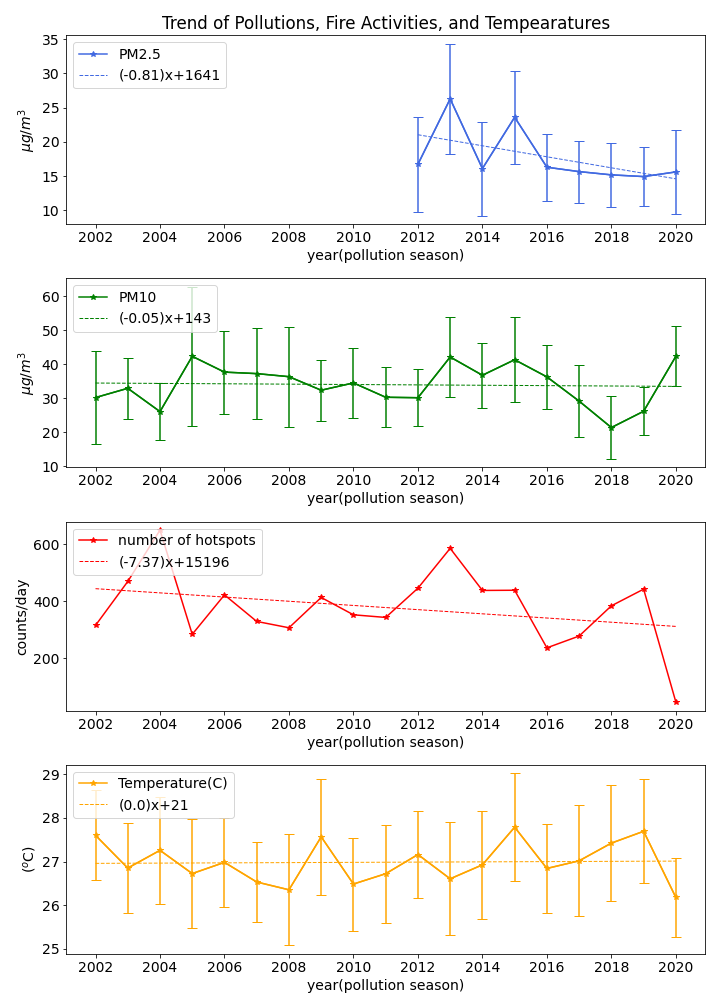 Trend of Pollutions, Fire Activities, and Tempearatures
35
30
25
20
15
10
μg/m³
PM2.5
(-0.81)x+1641
2002 2004 2006 2008 2010 2012 2014 2016 2018 2020
year(pollution season)
60
50
40
30
20
10
μg/m³
PM10
(-0.05)x+143
2002 2004 2006 2008 2010 2012 2014 2016 2018 2020
year(pollution season)
600
400
200
counts/day
number of hotspots
(-7.37)x+15196
2002 2004 2006 2008 2010 2012 2014 2016 2018 2020
year(pollution season)
29
28
27
26
25
(°C)
Temperature(C)
(0.0)x+21
2002 2004 2006 2008 2010 2012 2014 2016 2018 2020
year(pollution season)